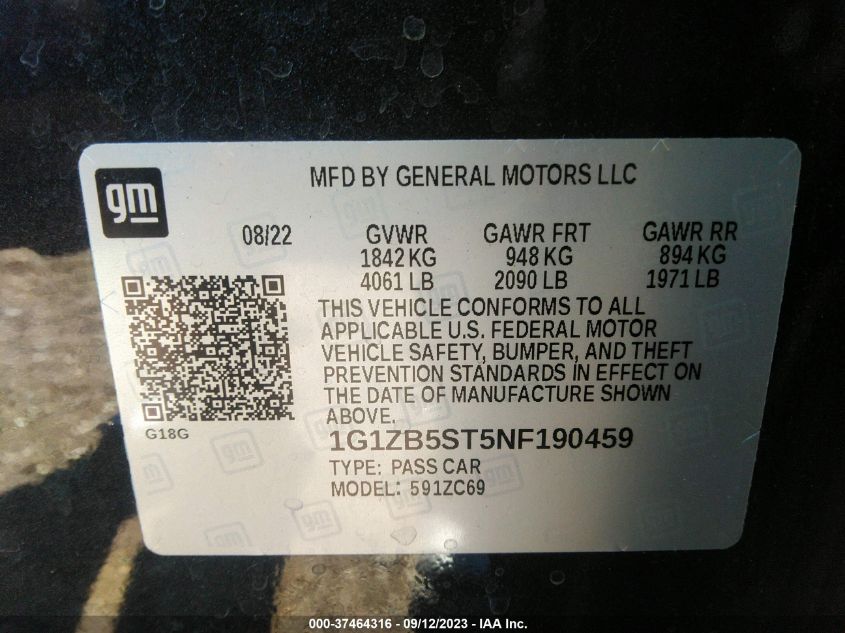 gm
MFD BY GENERAL MOTORS LLC
08/22 GVWR GAWR FRT GAWR RR
1842 KG 948 KG 894 KG
4061 LB 2090 LB 1971 LB
THIS VEHICLE CONFORMS TO ALL
APPLICABLE U.S. FEDERAL MOTOR
VEHICLE SAFETY, BUMPER, AND THEFT
PREVENTION STANDARDS IN EFFECT ON
THE DATE OF MANUFACTURE SHOWN
ABOVE.
G18G
1G1ZB5ST5NF190459
TYPE: PASS CAR
MODEL: 591ZC69
000-37464316 - 09/12/2023 - IAA Inc.